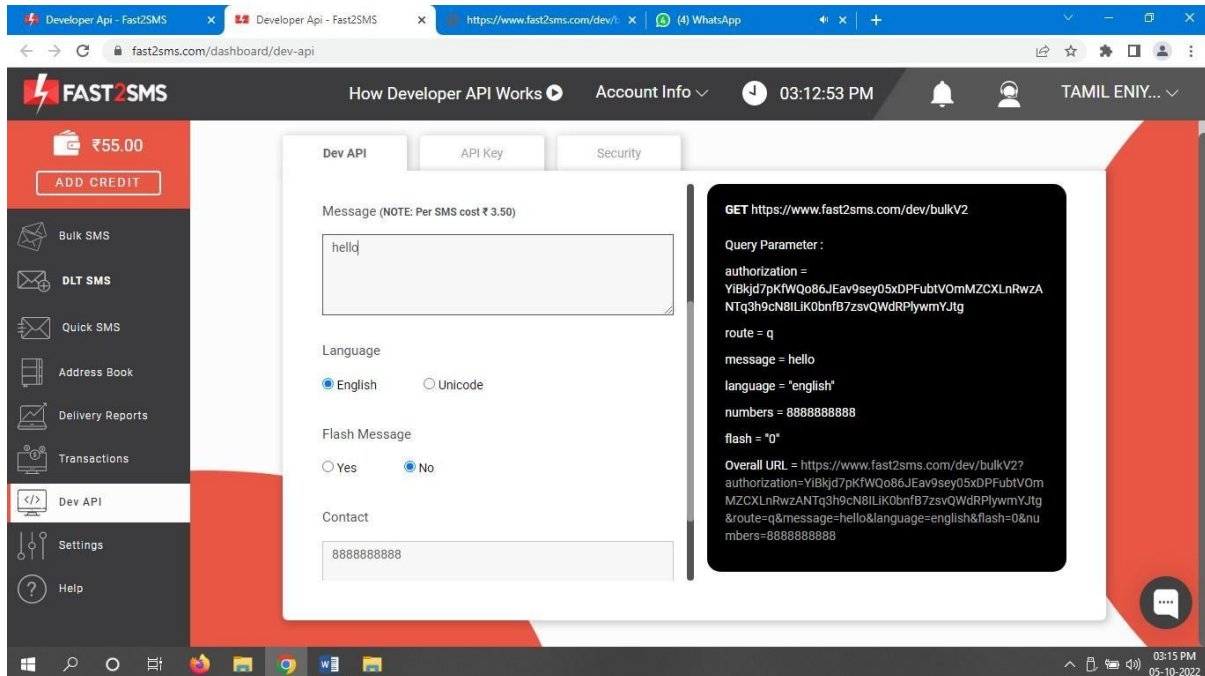 Developer Api - Fast2SMS
Developer Api - Fast2SMS
https://www.fast2sms.com/dev/b
(4) WhatsApp
fast2sms.com/dashboard/dev-api
FAST2SMS
How Developer API Works
Account Info
03:12:53 PM
TAMIL ENIY...
₹55.00
ADD CREDIT
Bulk SMS
DLT SMS
Quick SMS
Address Book
Delivery Reports
Transactions
Dev API
Settings
Help
Dev API
API Key
Security
Message (NOTE: Per SMS cost ₹ 3.50)
hello
Language
English Unicode
Flash Message
Yes No
Contact
8888888888
GET https://www.fast2sms.com/dev/bulkV2
Query Parameter :
authorization =
YiBkjd7pKfWQo86JEav9sey05xDPFubtVOmMZCXLnRwzA
NTq3h9cN8ILiK0bnfB7zsvQWdRPlywmYJtg
route = q
message = hello
language = "english"
numbers = 8888888888
flash = "0"
Overall URL = https://www.fast2sms.com/dev/bulkV2?
authorization=YiBkjd7pKfWQo86JEav9sey05xDPFubtVOm
MZCXLnRwzANTq3h9cN8ILiK0bnfB7zsvQWdRPlywmYJtg
&route=q&message=hello&language=english&flash=0&nu
mbers=8888888888
03:15 PM
05-10-2022